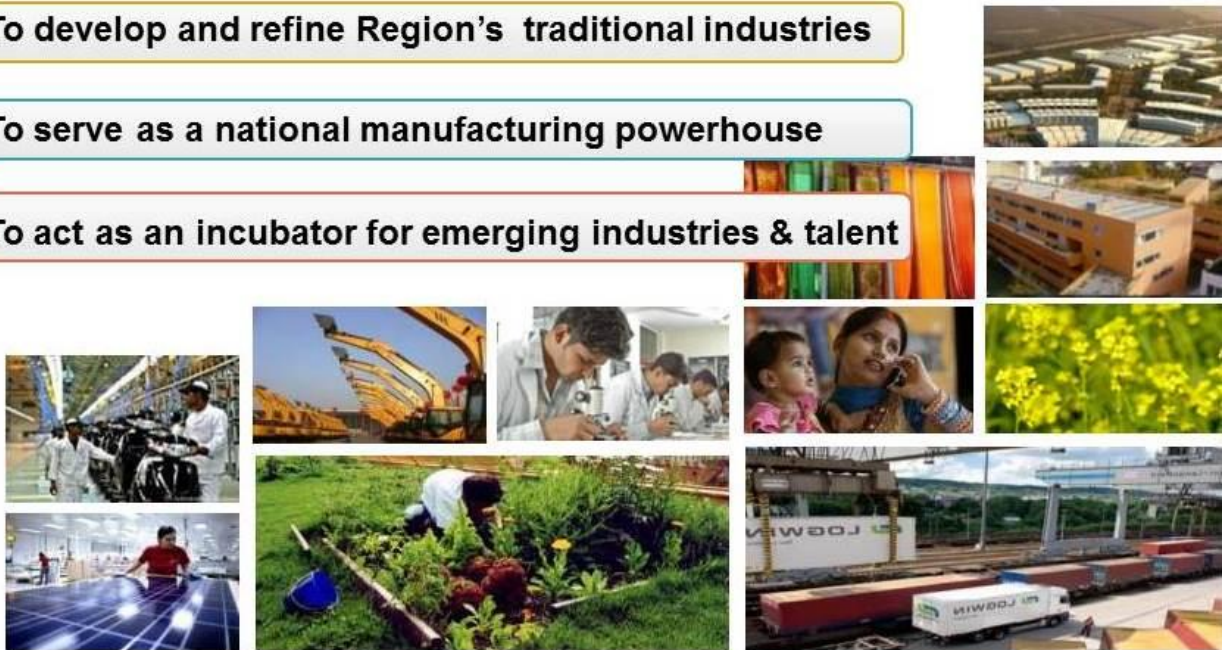 To develop and refine Region's traditional industries
To serve as a national manufacturing powerhouse
To act as an incubator for emerging industries & talent
LOGWIN
LOGWIN